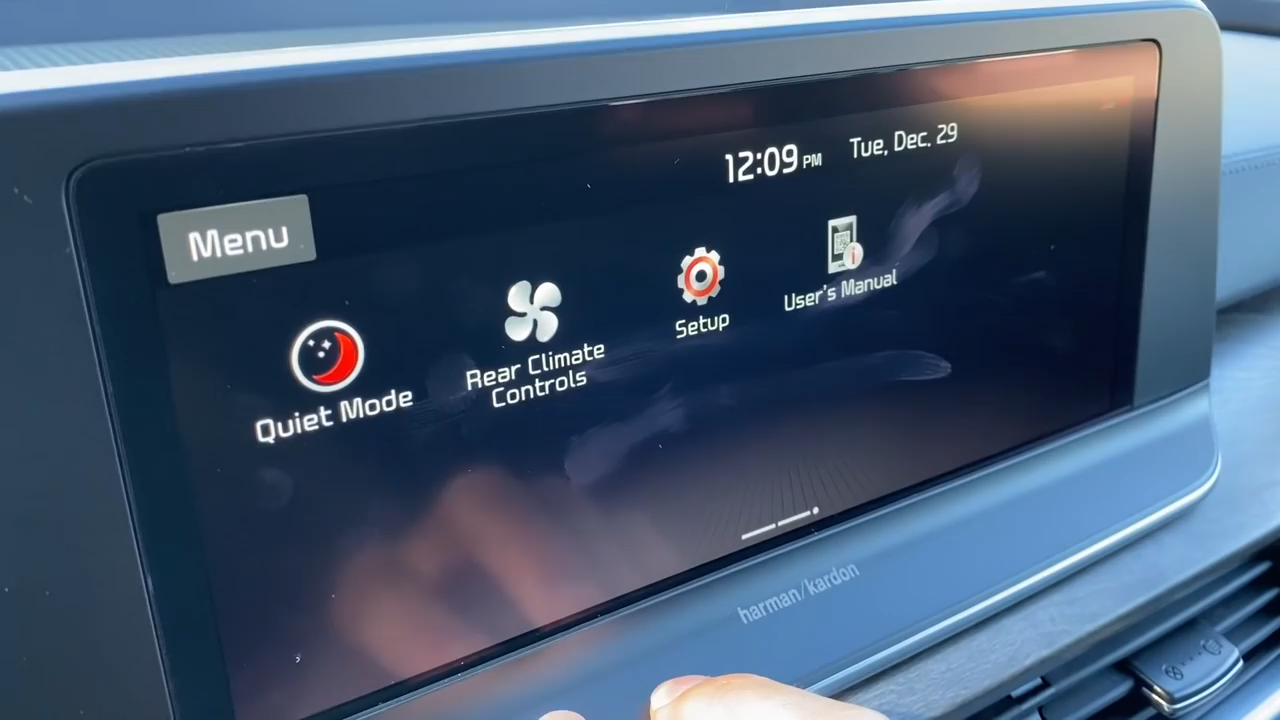 12:09 PM Tue, Dec. 29
Menu
Quiet Mode
Rear Climate
Controls
Setup
User's Manual
harman/kardon